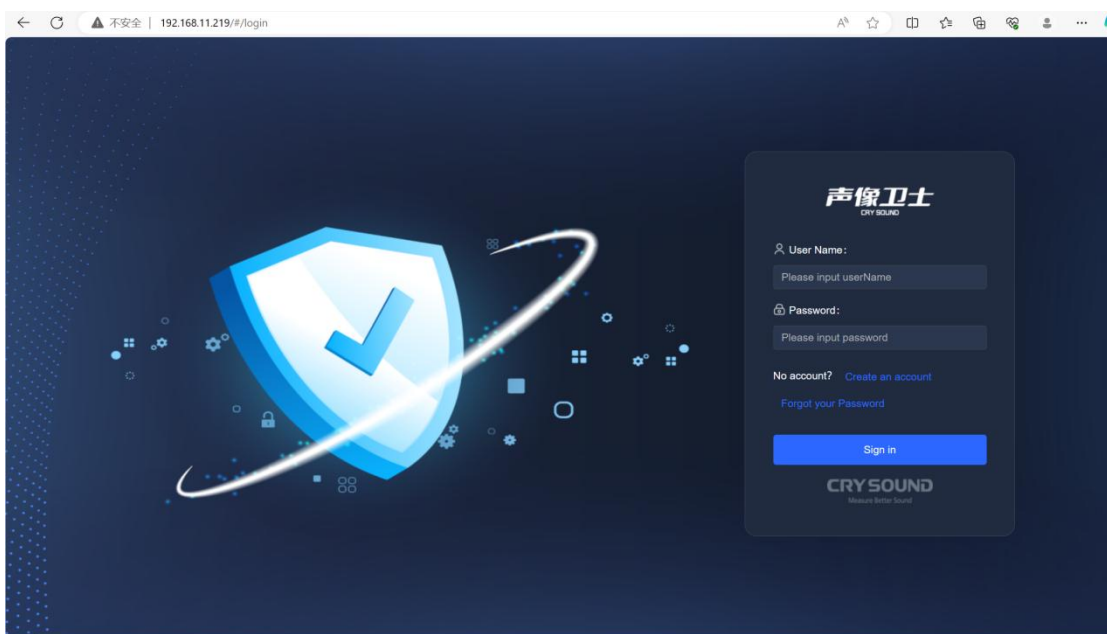 不安全 | 192.168.11.219/#/login
声像卫士
CRY SOUND
User Name:
Please input userName
Password:
Please input password
No account? Create an account
Forgot your Password
Sign in
CRYSOUND
Measure Better Sound